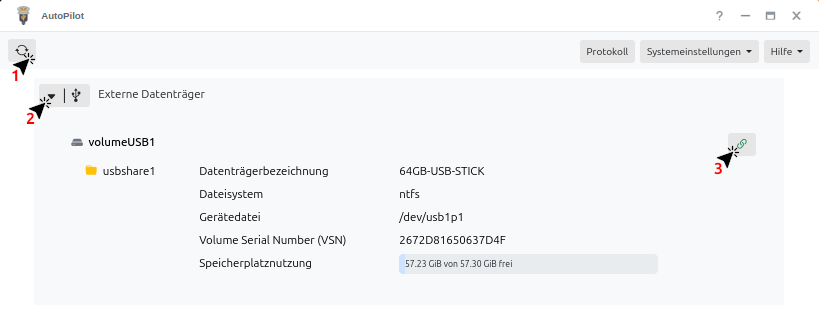 AutoPilot
1
Protokoll Systemeinstellungen Hilfe
2
Externe Datenträger
volumeUSB1
3
usbshare1 Datenträgerbezeichnung 64GB-USB-STICK
Dateisystem ntfs
Gerätedatei /dev/usb1p1
Volume Serial Number (VSN) 2672D81650637D4F
Speicherplatznutzung 57.23 GiB von 57.30 GiB frei